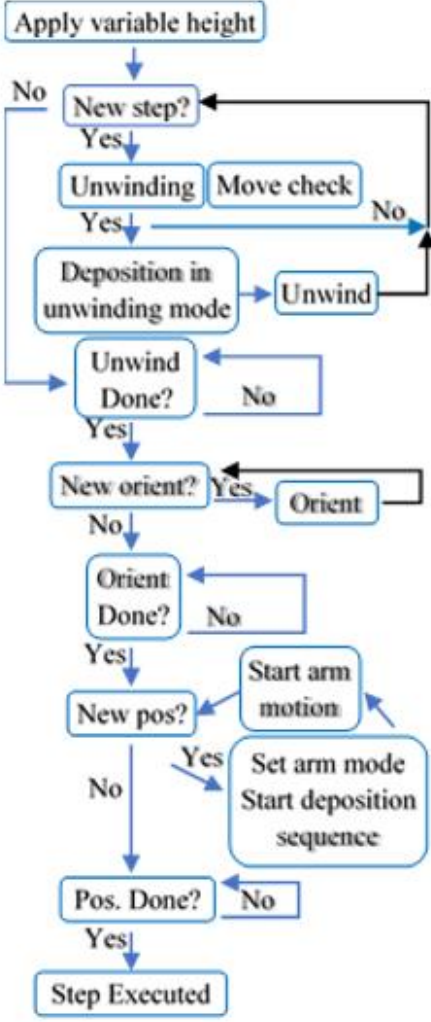 Apply variable height
No
New step?
Yes
Unwinding
Move check
Yes
No
Deposition in
unwinding mode
Unwind
Unwind
Done?
No
Yes
New orient?
Yes
Orient
No
Orient
Done?
No
Yes
Start arm
motion
New pos?
Yes
Set arm mode
Start deposition
sequence
No
Pos. Done?
No
Yes
Step Executed